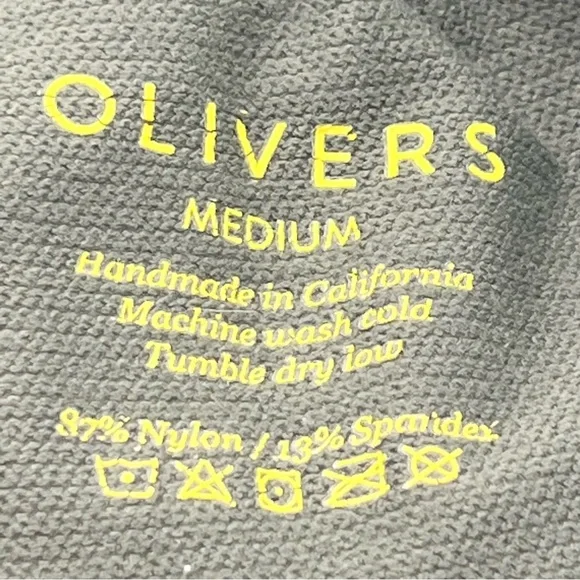 OLIVERS
MEDIUM
Handmade in California
Machine wash cold
Tumble dry low
87% Nylon / 13% Spandex